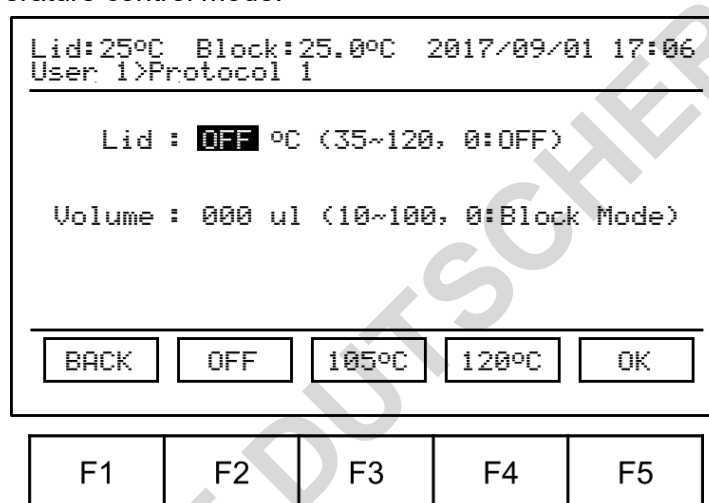 erature control mode.
Lid:25ºC Block:25.0ºC 2017/09/01 17:06
User 1>Protocol 1
Lid : OFF ºC (35~120, 0:OFF)
Volume : 000 ul (10~100, 0:Block Mode)
BACK OFF 105ºC 120ºC OK
F1 F2 F3 F4 F5
DUTSCHER